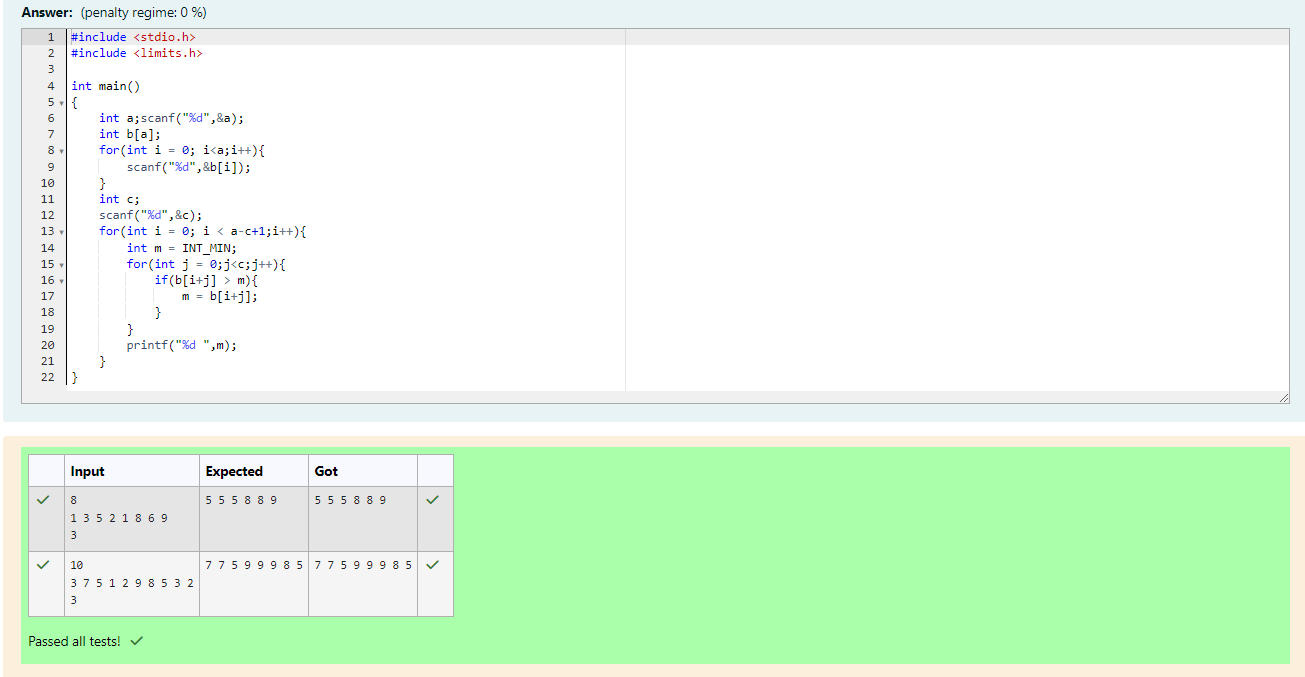 Answer: (penalty regime: 0 %)
1 #include <stdio.h>
2 #include <limits.h>
3
4 int main()
5 {
6     int a;scanf("%d",&a);
7     int b[a];
8     for(int i = 0; i<a;i++){
9         scanf("%d",&b[i]);
10     }
11     int c;
12     scanf("%d",&c);
13     for(int i = 0; i < a-c+1;i++){
14         int m = INT_MIN;
15         for(int j = 0;j<c;j++){
16             if(b[i+j] > m){
17                 m = b[i+j];
18             }
19         }
20         printf("%d ",m);
21     }
22 }
Input Expected Got
8 5 5 5 8 8 9 5 5 5 8 8 9
1 3 5 2 1 8 6 9
3
10 7 7 5 9 9 9 8 5 7 7 5 9 9 9 8 5
3 7 5 1 2 9 8 5 3 2
3
Passed all tests!